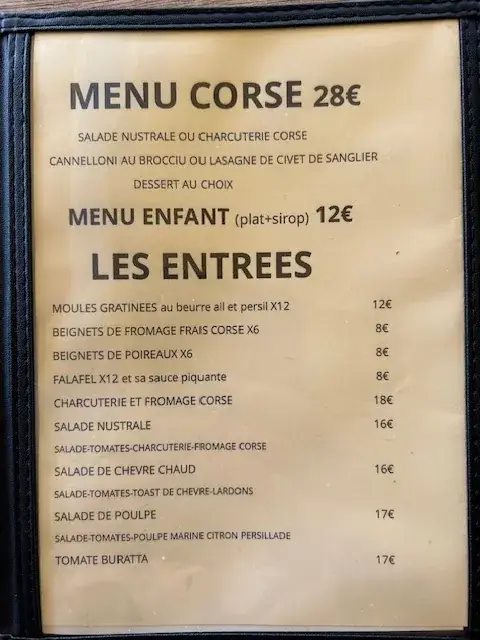 MENU CORSE 28€
SALADE NUSTRALE OU CHARCUTERIE CORSE
CANNELLONI AU BROCCIU OU LASAGNE DE CIVET DE SANGLIER
DESSERT AU CHOIX
MENU ENFANT (plat+sirop) 12€
LES ENTREES
MOULES GRATINEES au beurre ail et persil X12 12€
BEIGNETS DE FROMAGE FRAIS CORSE X6 8€
BEIGNETS DE POIREAUX X6 8€
FALAFEL X12 et sa sauce piquante 8€
CHARCUTERIE ET FROMAGE CORSE 18€
SALADE NUSTRALE 16€
SALADE-TOMATES-CHARCUTERIE-FROMAGE CORSE
SALADE DE CHEVRE CHAUD 16€
SALADE-TOMATES-TOAST DE CHEVRE-LARDONS
SALADE DE POULPE 17€
SALADE-TOMATES-POULPE MARINE CITRON PERSILLADE
TOMATE BURATTA 17€